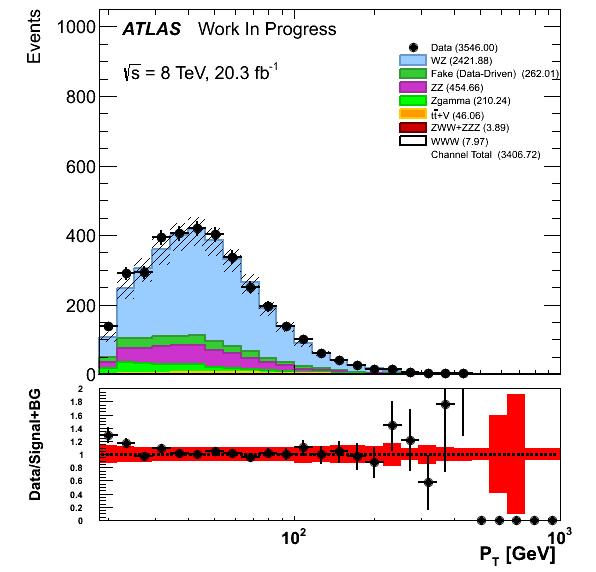 Events
1000
800
600
400
200
0
ATLAS Work In Progress
√s = 8 TeV, 20.3 fb⁻¹
Data (3546.00)
WZ (2421.88)
Fake (Data-Driven) (262.01)
ZZ (454.66)
Zgamma (210.24)
tt̄+V (46.06)
ZWW+ZZZ (3.89)
WWW (7.97)
Channel Total (3406.72)
Data/Signal+BG
2
1.8
1.6
1.4
1.2
1
0.8
0.6
0.4
0.2
0
10²
10³
P_T [GeV]